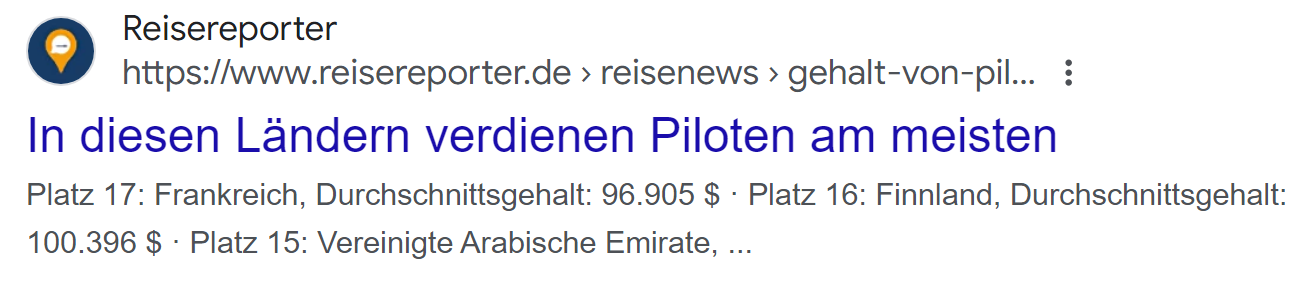 Reisereporter
https://www.reisereporter.de › reisenews › gehalt-von-pil...
In diesen Ländern verdienen Piloten am meisten
Platz 17: Frankreich, Durchschnittsgehalt: 96.905 $ · Platz 16: Finnland, Durchschnittsgehalt:
100.396 $ · Platz 15: Vereinigte Arabische Emirate, ...